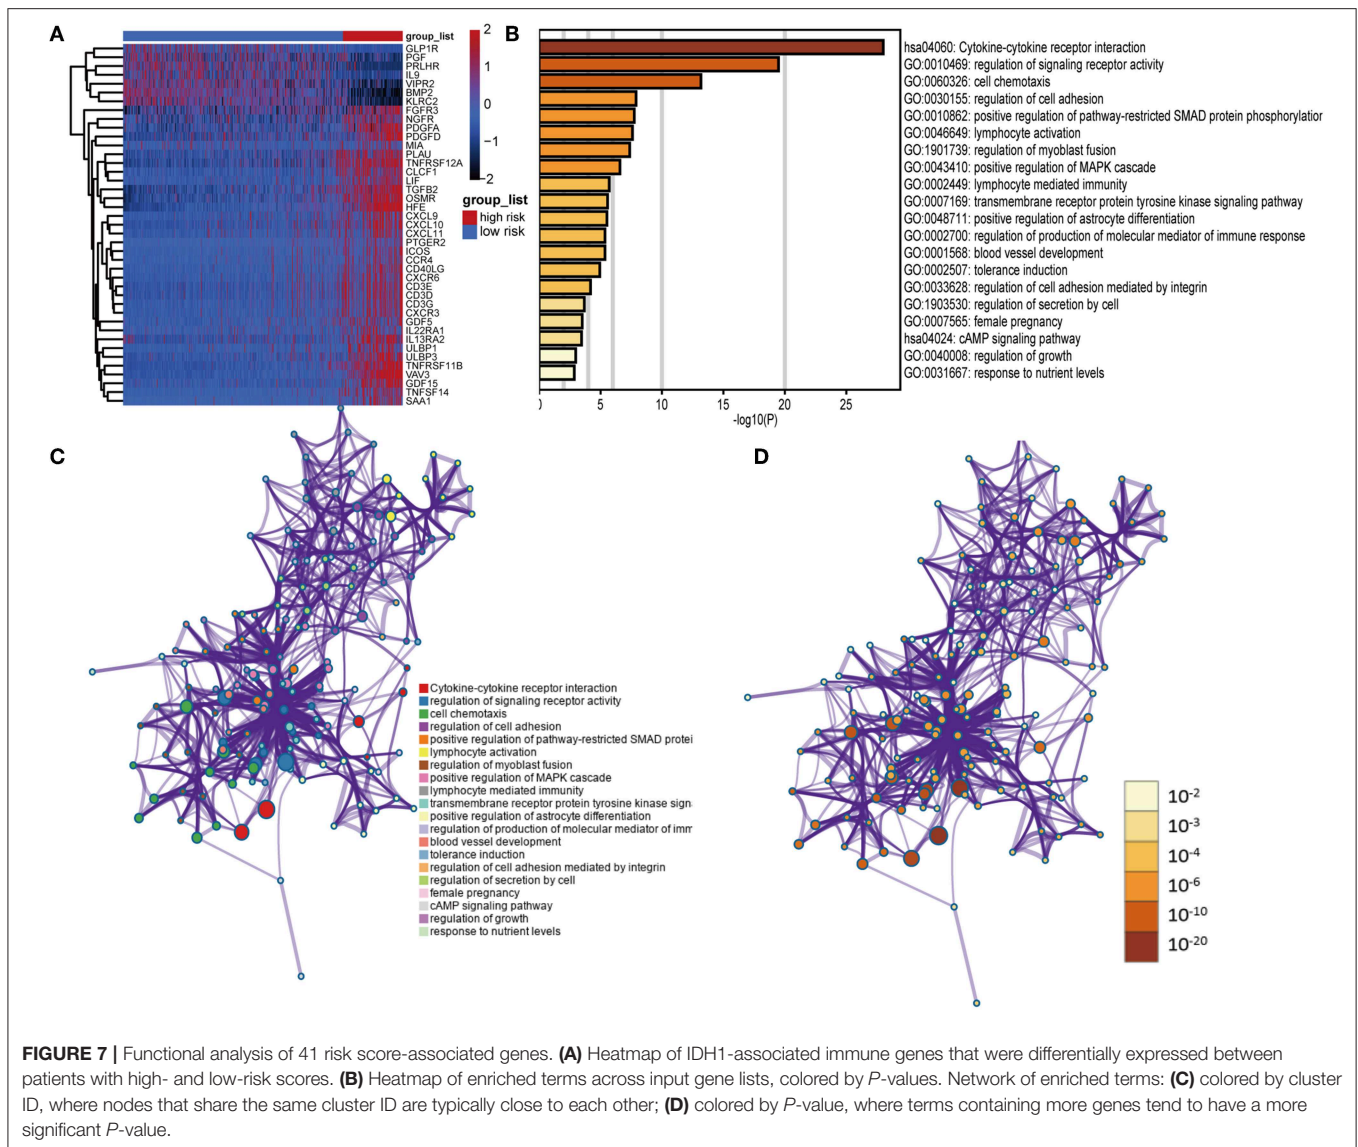 A
group_list
GLP1R
PGF
PRLHR
IL9
VIPR2
BMP2
KLRC2
FGFR3
NGFR
PDGFA
PDGFD
MIA
PLAU
TNFRSF12A
CLCF1
LIF
TGFB2
OSMR
HFE
CXCL9
CXCL10
CXCL11
PTGER2
ICOS
CCR4
CD40LG
CXCR6
CD3E
CD3D
CD3G
CXCR3
GDF5
IL22RA1
IL13RA2
ULBP1
ULBP3
TNFRSF11B
VAV3
GDF15
TNFSF14
SAA1
2
1
0
−1
−2
group_list
high risk
low risk
B
hsa04060: Cytokine-cytokine receptor interaction
GO:0010469: regulation of signaling receptor activity
GO:0060326: cell chemotaxis
GO:0030155: regulation of cell adhesion
GO:0010862: positive regulation of pathway-restricted SMAD protein phosphorylatior
GO:0046649: lymphocyte activation
GO:1901739: regulation of myoblast fusion
GO:0043410: positive regulation of MAPK cascade
GO:0002449: lymphocyte mediated immunity
GO:0007169: transmembrane receptor protein tyrosine kinase signaling pathway
GO:0048711: positive regulation of astrocyte differentiation
GO:0002700: regulation of production of molecular mediator of immune response
GO:0001568: blood vessel development
GO:0002507: tolerance induction
GO:0033628: regulation of cell adhesion mediated by integrin
GO:1903530: regulation of secretion by cell
GO:0007565: female pregnancy
hsa04024: cAMP signaling pathway
GO:0040008: regulation of growth
GO:0031667: response to nutrient levels
0 5 10 15 20 25
-log10(P)
C
Cytokine-cytokine receptor interaction
regulation of signaling receptor activity
cell chemotaxis
regulation of cell adhesion
positive regulation of pathway-restricted SMAD protei
lymphocyte activation
regulation of myoblast fusion
positive regulation of MAPK cascade
lymphocyte mediated immunity
transmembrane receptor protein tyrosine kinase sign
positive regulation of astrocyte differentiation
regulation of production of molecular mediator of imm
blood vessel development
tolerance induction
regulation of cell adhesion mediated by integrin
regulation of secretion by cell
female pregnancy
cAMP signaling pathway
regulation of growth
response to nutrient levels
D
10-2
10-3
10-4
10-6
10-10
10-20
FIGURE 7 | Functional analysis of 41 risk score-associated genes. (A) Heatmap of IDH1-associated immune genes that were differentially expressed between
patients with high- and low-risk scores. (B) Heatmap of enriched terms across input gene lists, colored by P-values. Network of enriched terms: (C) colored by cluster
ID, where nodes that share the same cluster ID are typically close to each other; (D) colored by P-value, where terms containing more genes tend to have a more
significant P-value.